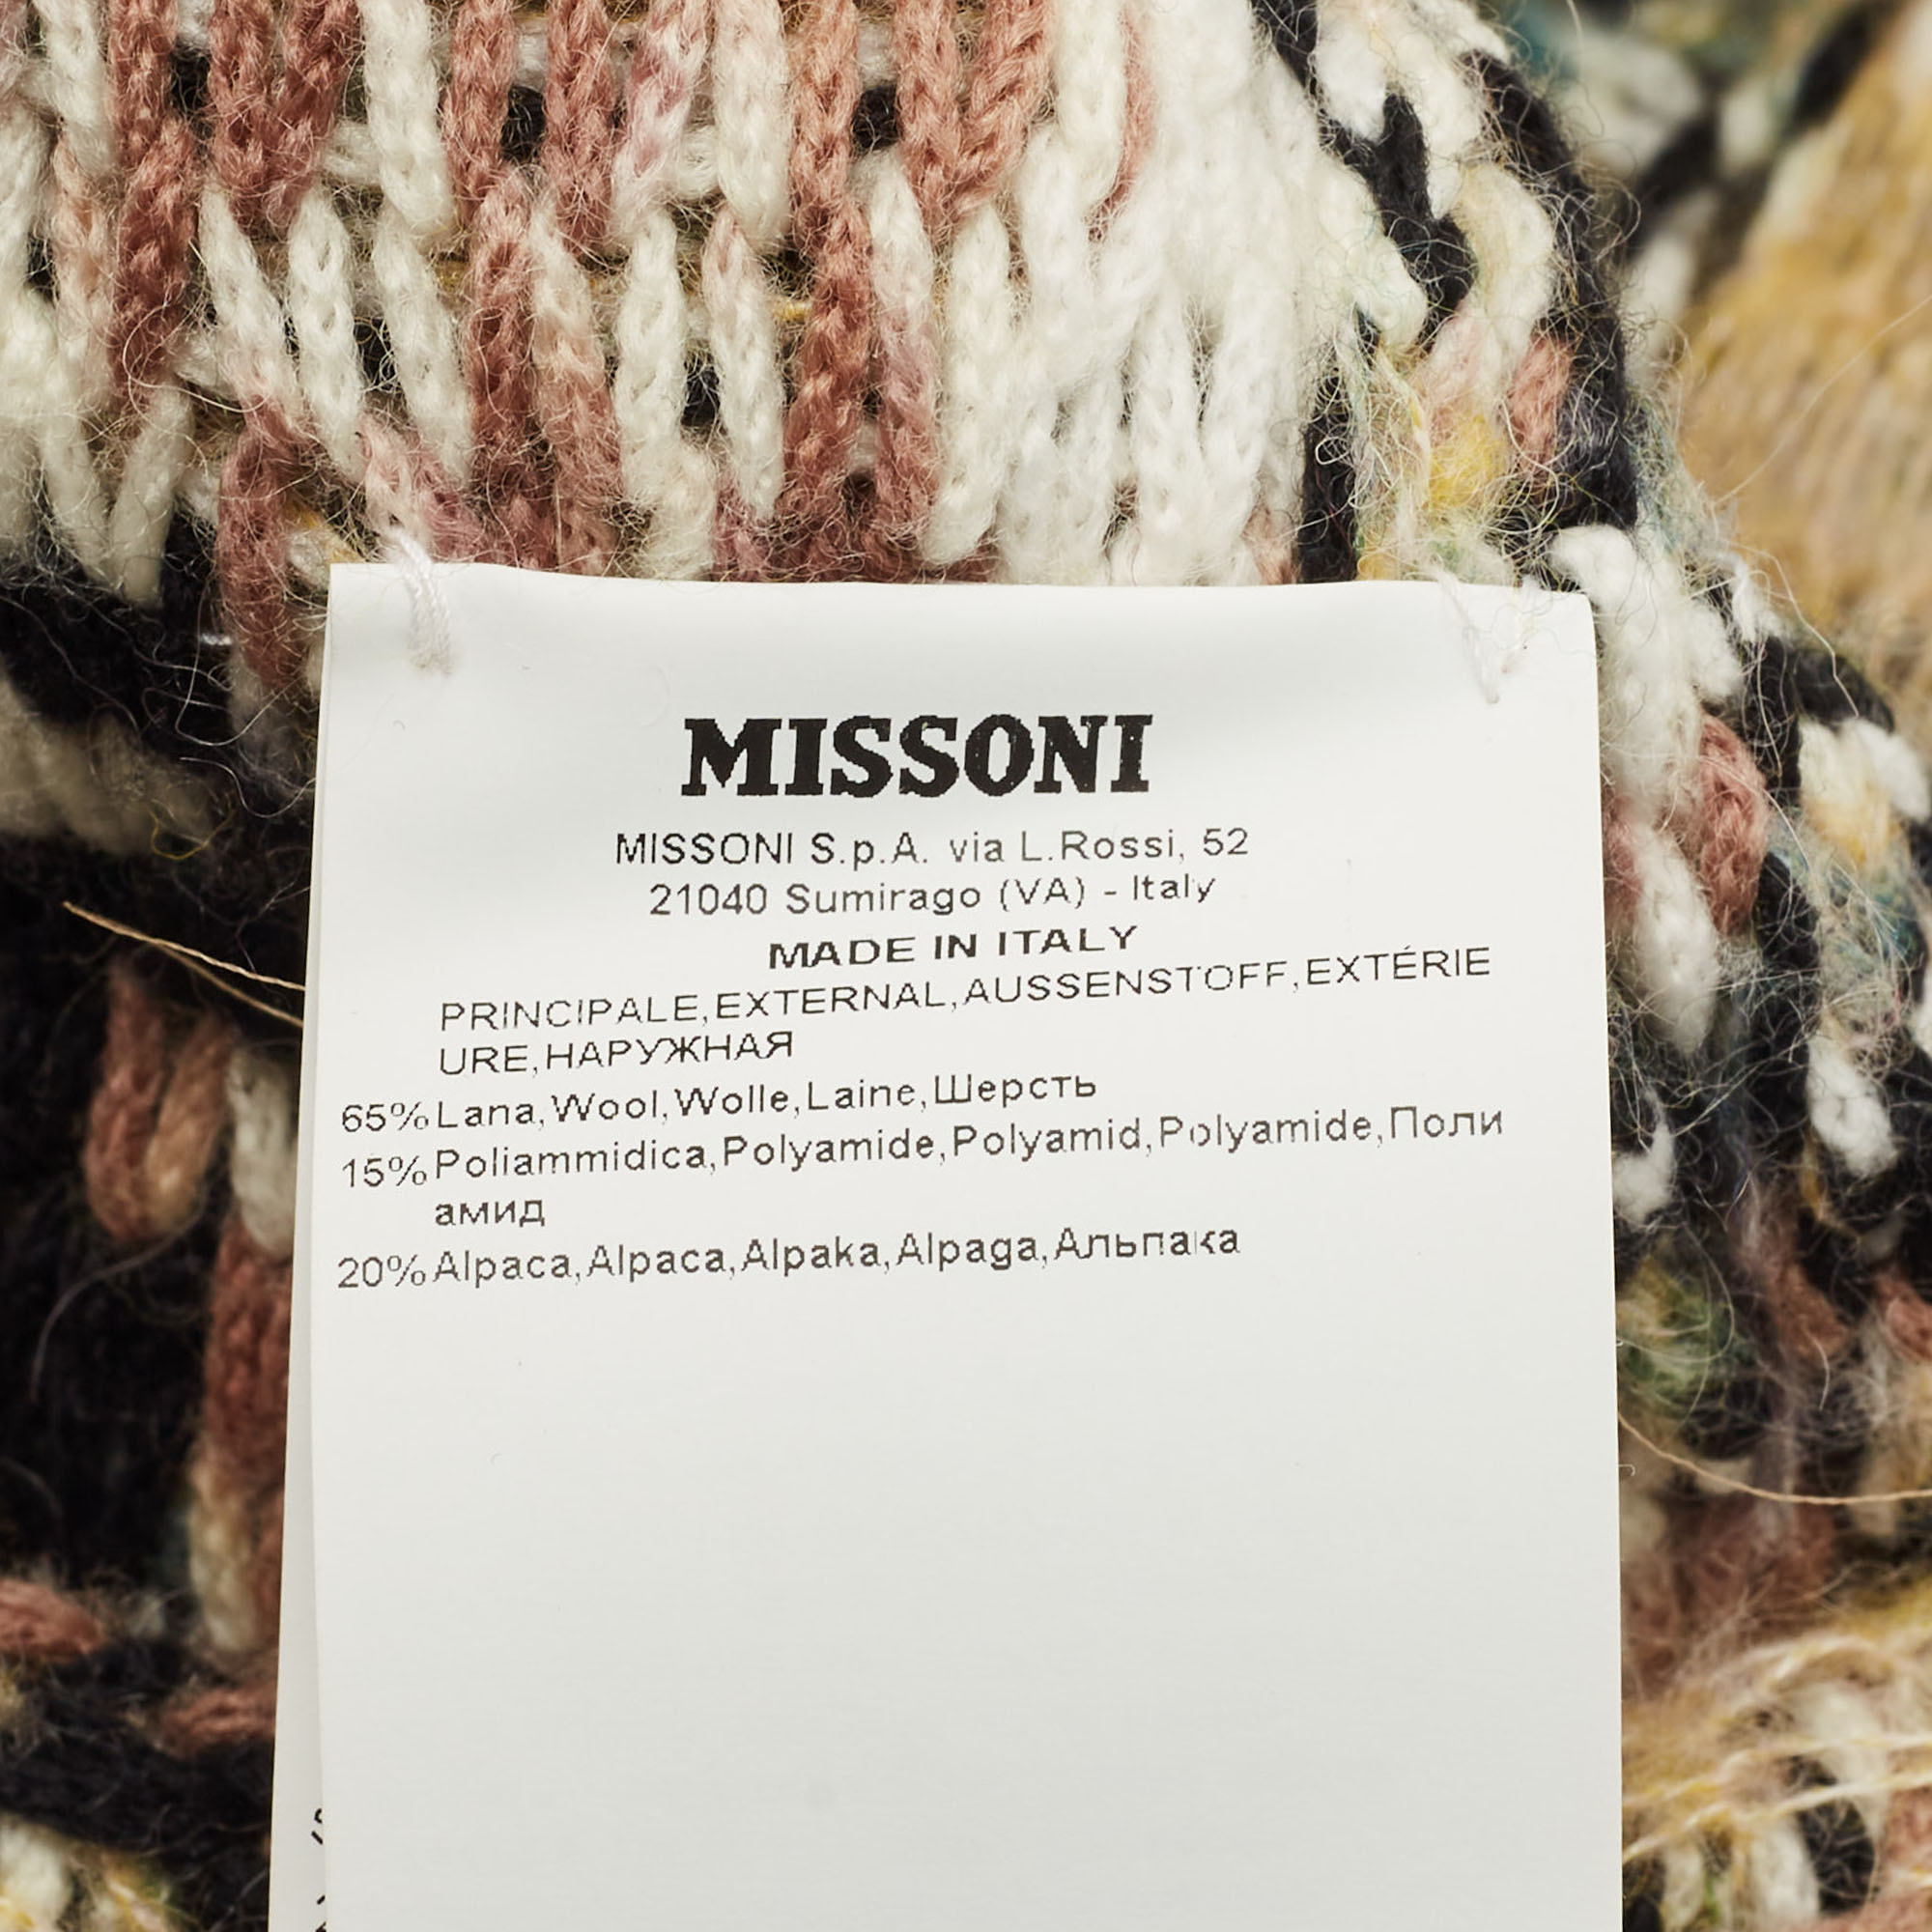 MISSONI
MISSONI S.p.A. via L.Rossi, 52
21040 Sumirago (VA) - Italy
MADE IN ITALY
PRINCIPALE,EXTERNAL,AUSSENSTOFF,EXTÉRIE
URE,НАРУЖНАЯ
65% Lana,Wool,Wolle,Laine,Шерсть
15% Poliammidica,Polyamide,Polyamid,Polyamide,Поли
амид
20% Alpaca,Alpaca,Alpaka,Alpaga,Альпака